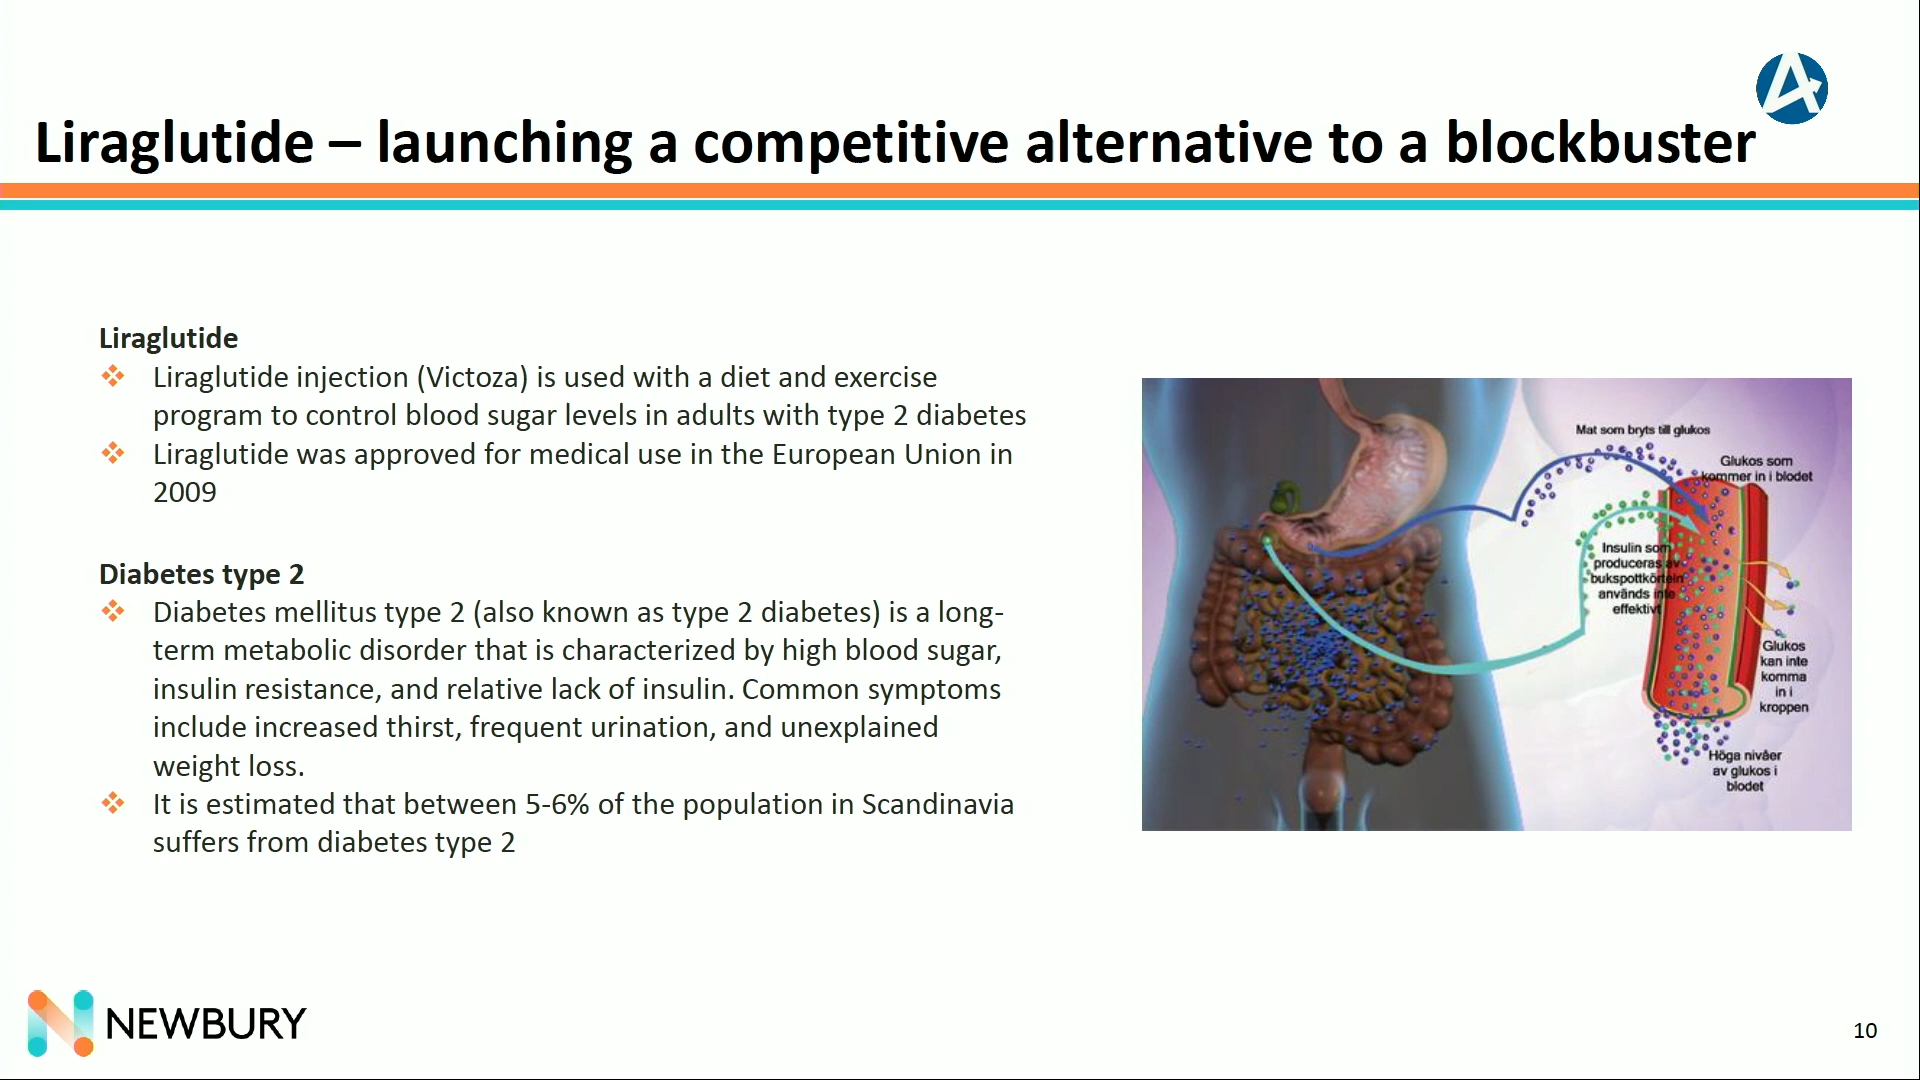 Liraglutide – launching a competitive alternative to a blockbuster
Liraglutide
Liraglutide injection (Victoza) is used with a diet and exercise
program to control blood sugar levels in adults with type 2 diabetes
Liraglutide was approved for medical use in the European Union in
2009
Diabetes type 2
Diabetes mellitus type 2 (also known as type 2 diabetes) is a long-
term metabolic disorder that is characterized by high blood sugar,
insulin resistance, and relative lack of insulin. Common symptoms
include increased thirst, frequent urination, and unexplained
weight loss.
It is estimated that between 5-6% of the population in Scandinavia
suffers from diabetes type 2
Mat som bryts till glukos
Glukos som
kommer in i blodet
Insulin som
produceras av
bukspottkörteln
används inte
effektivt
Glukos
kan inte
komma
in i
kroppen
Höga nivåer
av glukos i
blodet
NEWBURY
10